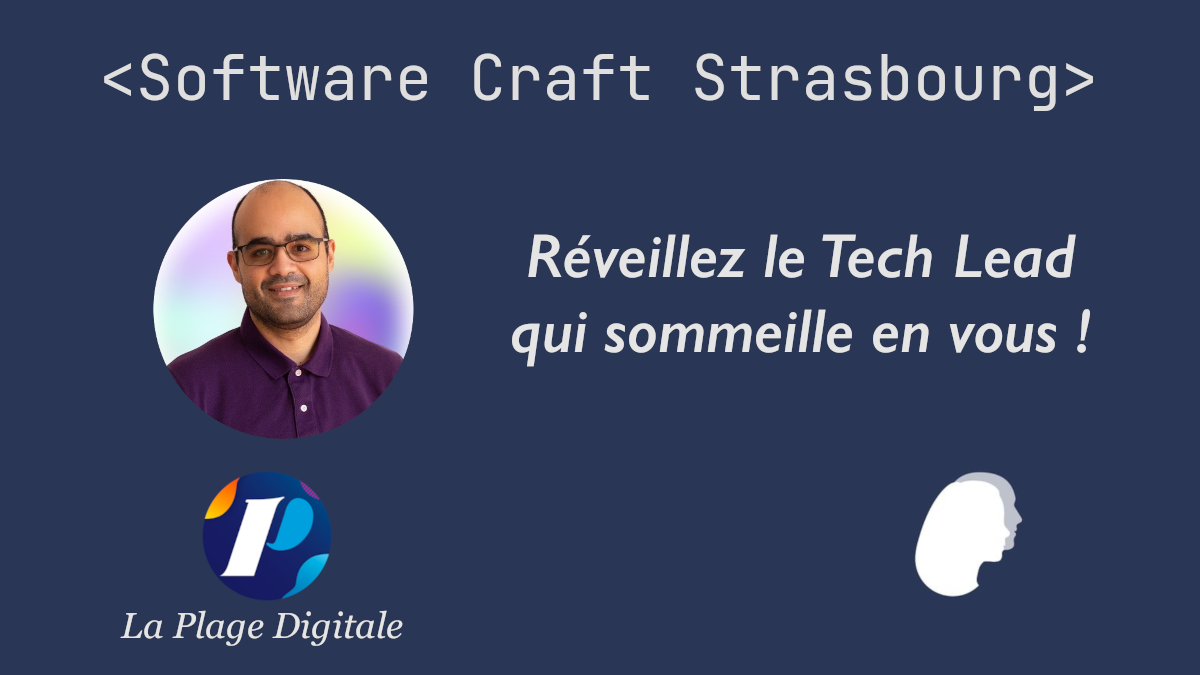 <Software Craft Strasbourg>
Réveillez le Tech Lead
qui sommeille en vous !
P
La Plage Digitale